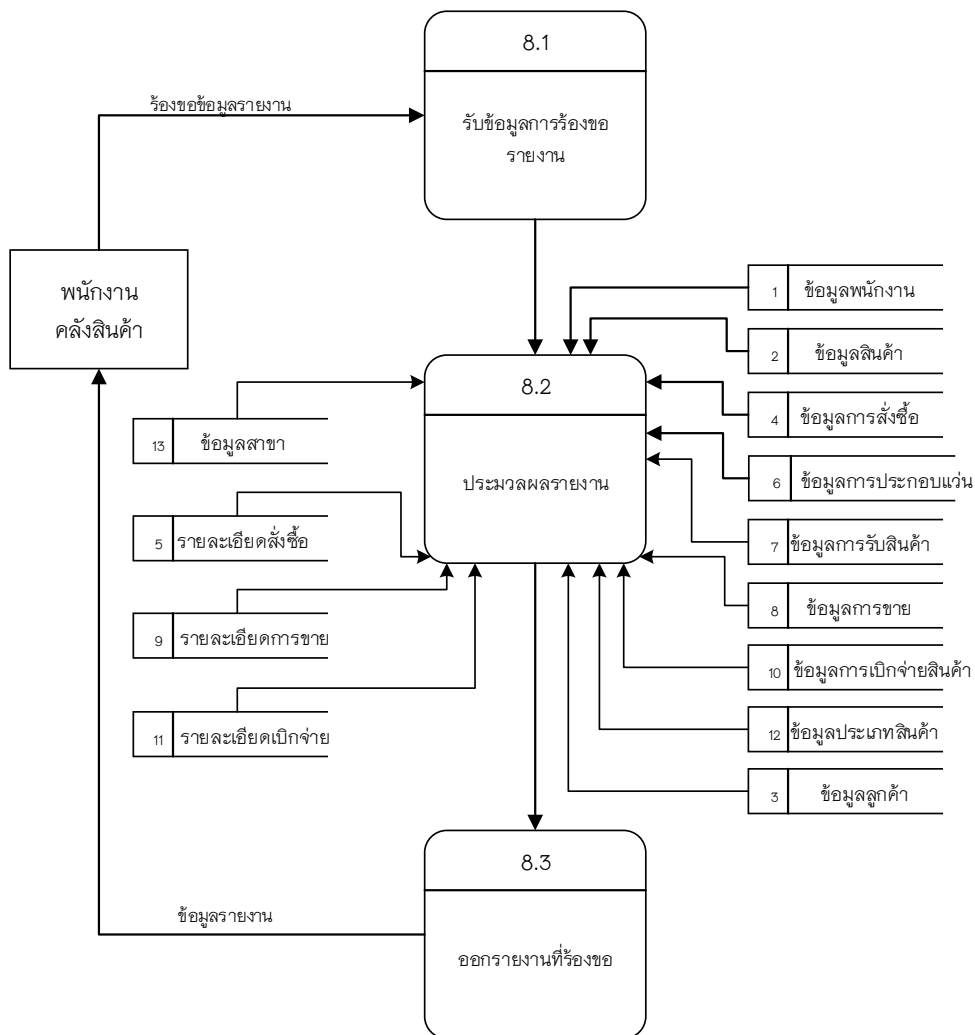 8.1
ร้องขอข้อมูลรายงาน
รับข้อมูลการร้องขอ
รายงาน
พนักงาน
คลังสินค้า
1 ข้อมูลพนักงาน
2 ข้อมูลสินค้า
8.2
4 ข้อมูลการสั่งซื้อ
13 ข้อมูลสาขา
ประมวลผลรายงาน
6 ข้อมูลการประกอบแว่น
5 รายละเอียดสั่งซื้อ
7 ข้อมูลการรับสินค้า
8 ข้อมูลการขาย
9 รายละเอียดการขาย
10 ข้อมูลการเบิกจ่ายสินค้า
11 รายละเอียดเบิกจ่าย
12 ข้อมูลประเภทสินค้า
3 ข้อมูลลูกค้า
8.3
ข้อมูลรายงาน
ออกรายงานที่ร้องขอ